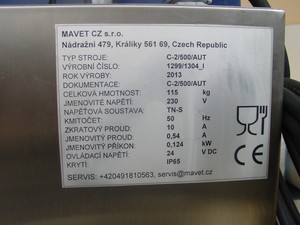 MAVET CZ s.r.o.
Nádražní 479, Králíky 561 69, Czech Republic
TYP STROJE: C-2/500/AUT
VÝROBNÍ ČÍSLO: 1299/1304_I
ROK VÝROBY: 2013
DOKUMENTACE: C-2/500/AUT
CELKOVÁ HMOTNOST: 115 kg
JMENOVITÉ NAPĚTÍ: 230 V
NAPĚŤOVÁ SOUSTAVA: TN-S
KMITOČET: 50 Hz
ZKRATOVÝ PROUD: 10 A
JMENOVITÝ PROUD: 0,54 A
JMENOVITÝ PŘÍKON: 0,124 kW
OVLÁDACÍ NAPĚTÍ: 24 V DC
KRYTÍ: IP65
SERVIS: +420491810563, servis@mavet.cz